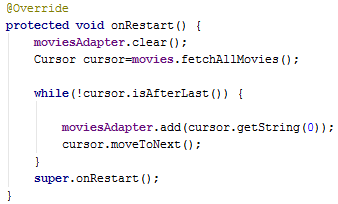 @Override
protected void onRestart() {
    moviesAdapter.clear();
    Cursor cursor=movies.fetchAllMovies();
    while(!cursor.isAfterLast()) {
        moviesAdapter.add(cursor.getString(0));
        cursor.moveToNext();
    }
    super.onRestart();
}